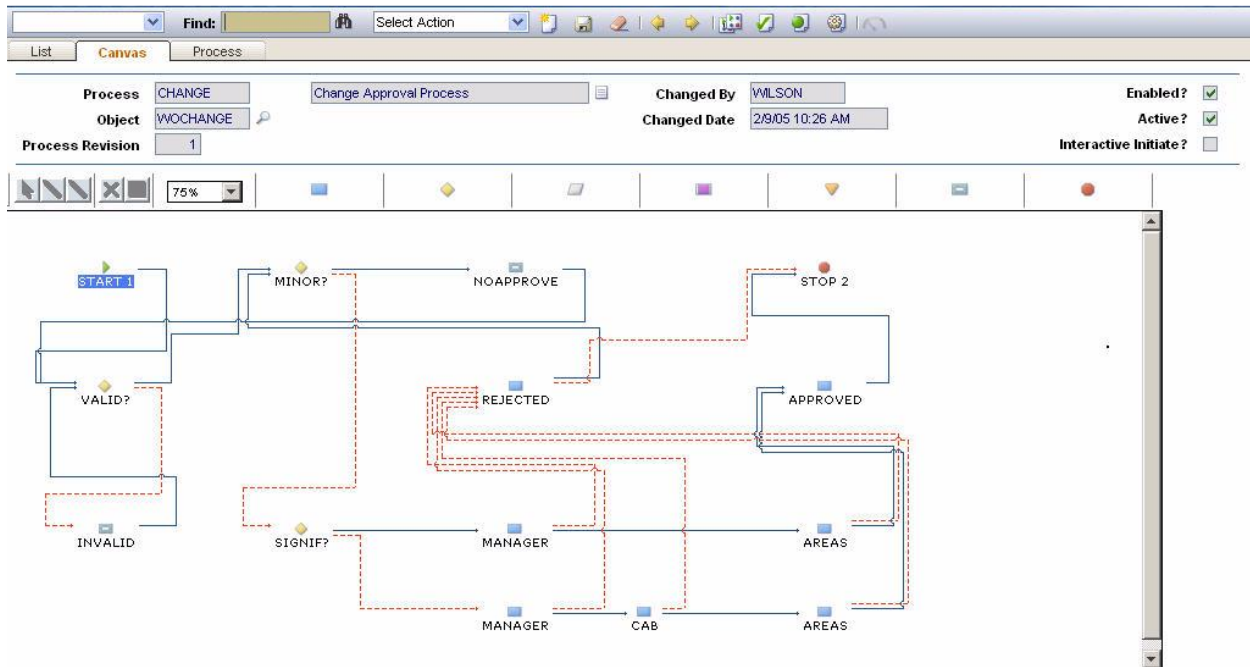 Find: Select Action
List Canvas Process
Process CHANGE Change Approval Process Changed By WILSON Enabled?
Object WOCHANGE Changed Date 2/9/05 10:26 AM Active?
Process Revision 1 Interactive Initiate?
75%
START 1 MINOR? NOAPPROVE STOP 2
VALID? REJECTED APPROVED
INVALID SIGNIF? MANAGER AREAS
MANAGER CAB AREAS